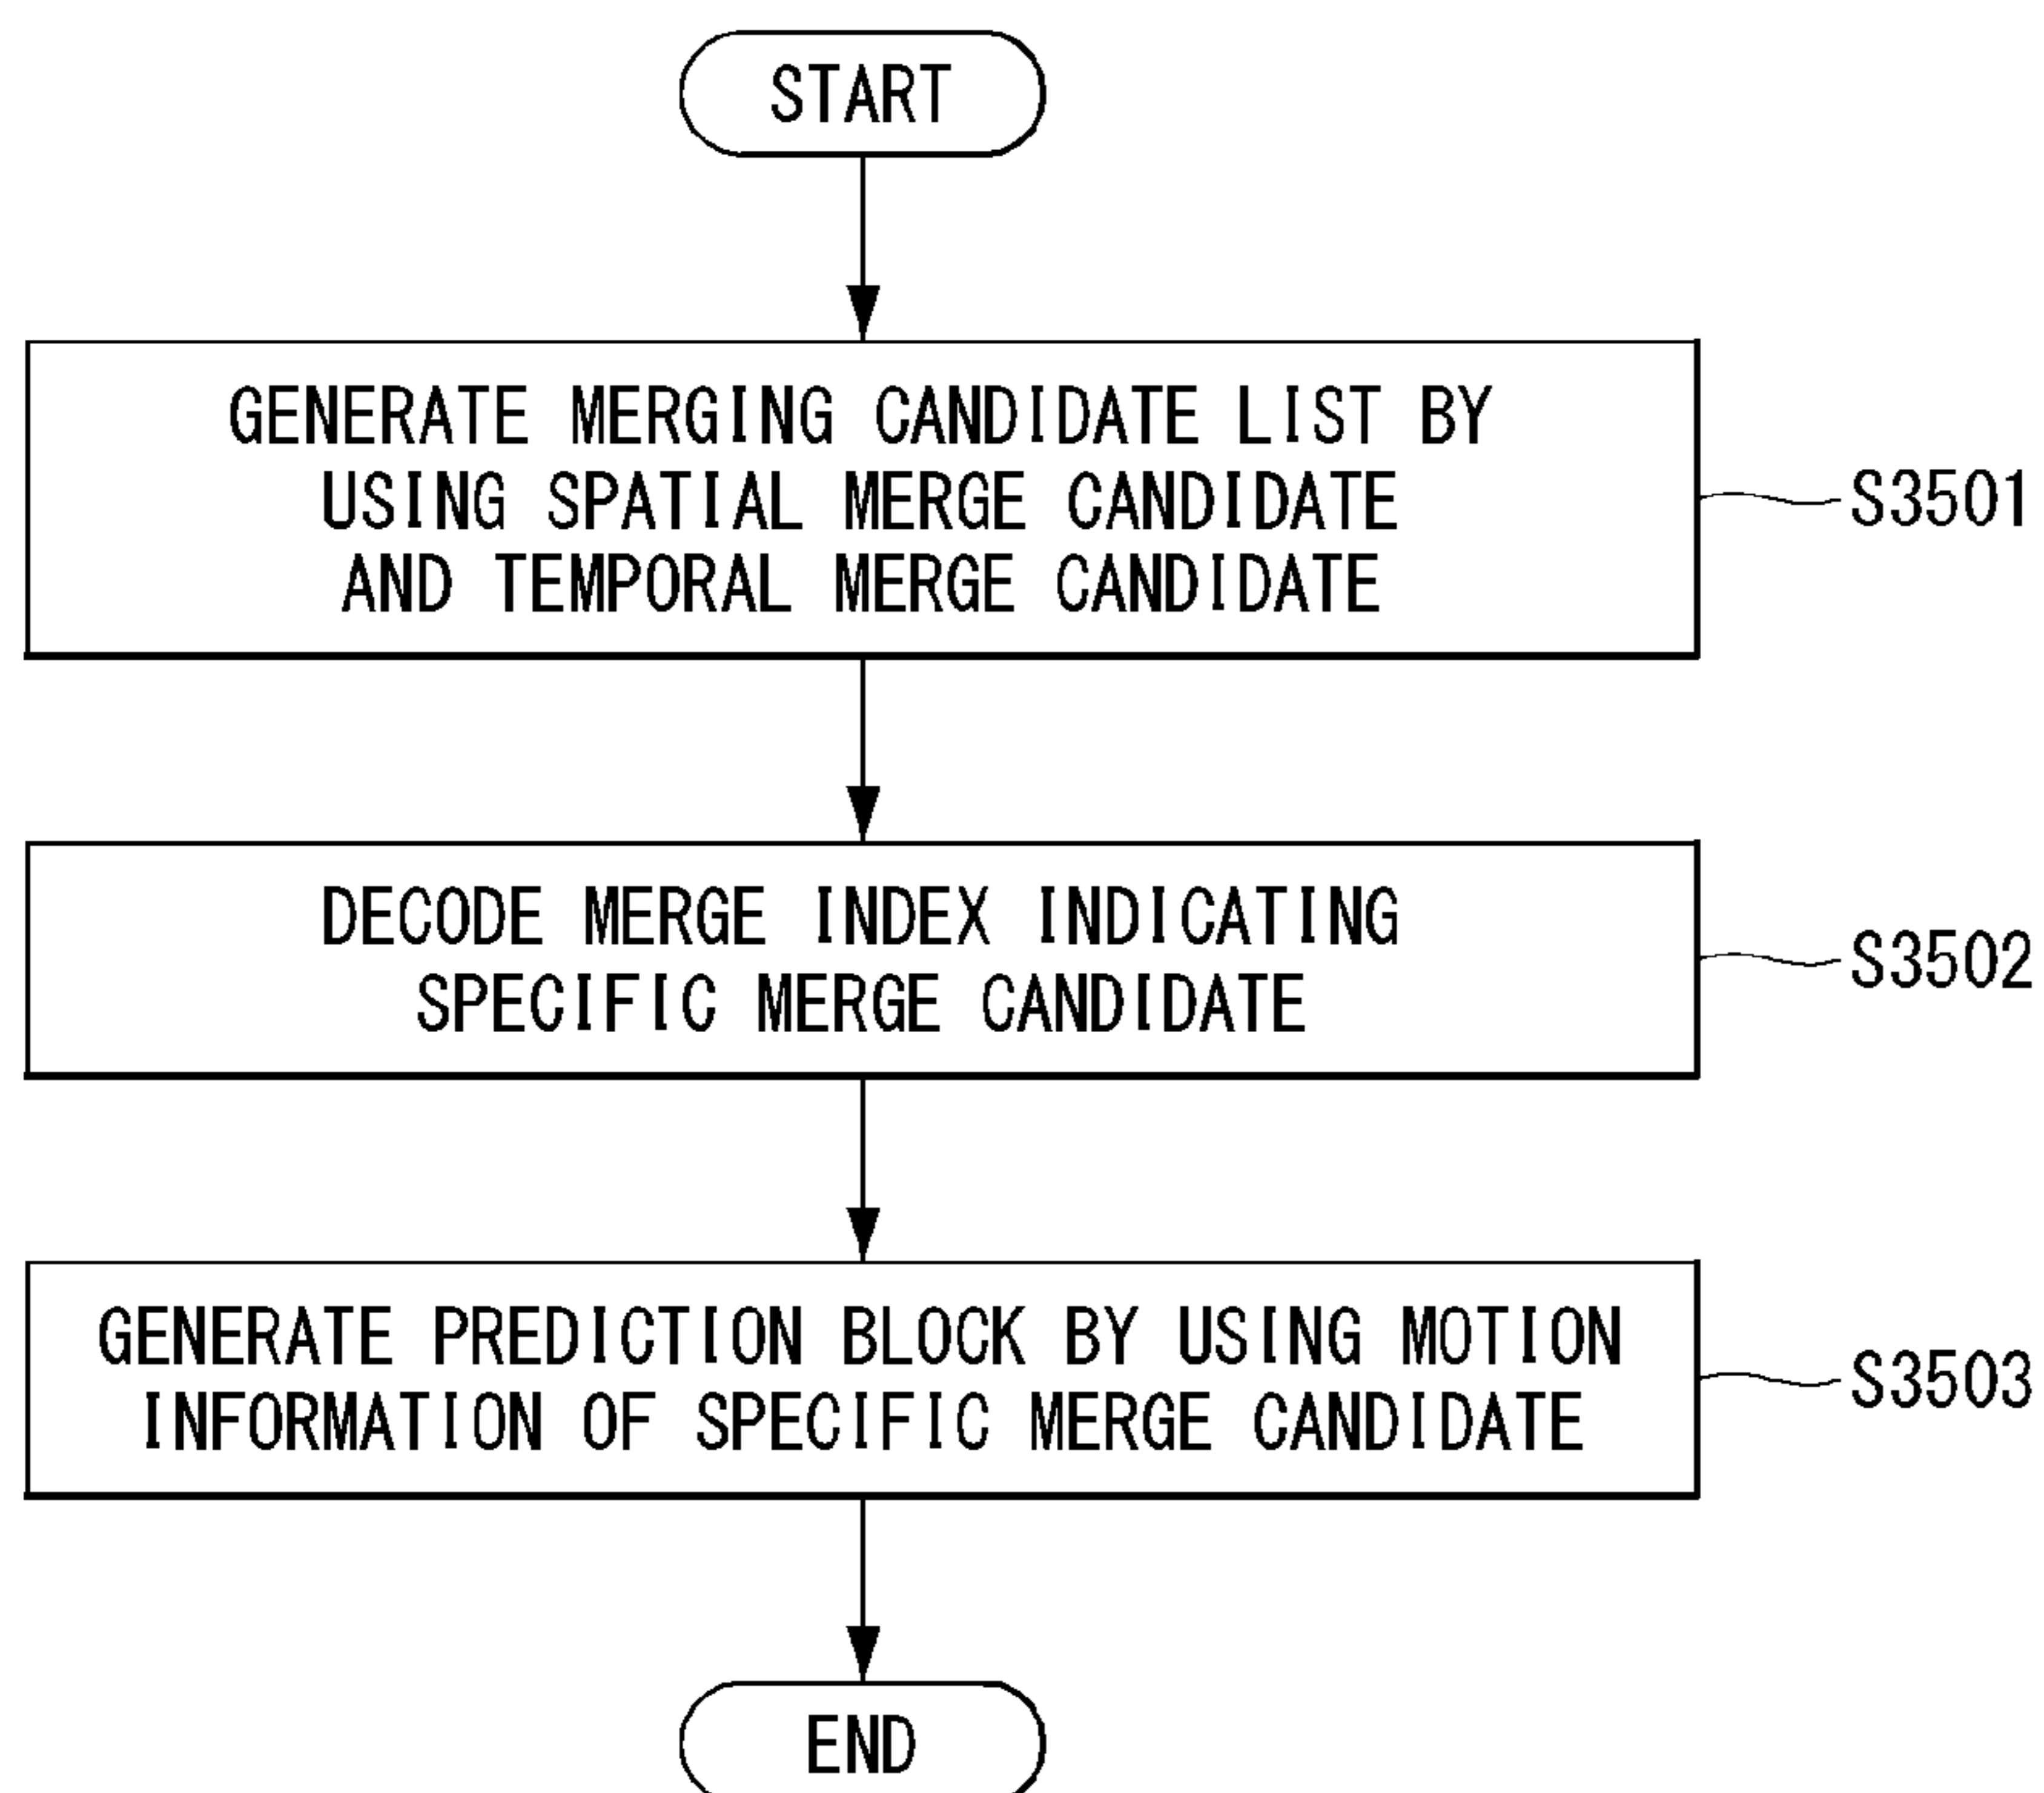 START
GENERATE MERGING CANDIDATE LIST BY
USING SPATIAL MERGE CANDIDATE
AND TEMPORAL MERGE CANDIDATE
S3501
DECODE MERGE INDEX INDICATING
SPECIFIC MERGE CANDIDATE
S3502
GENERATE PREDICTION BLOCK BY USING MOTION
INFORMATION OF SPECIFIC MERGE CANDIDATE
S3503
END